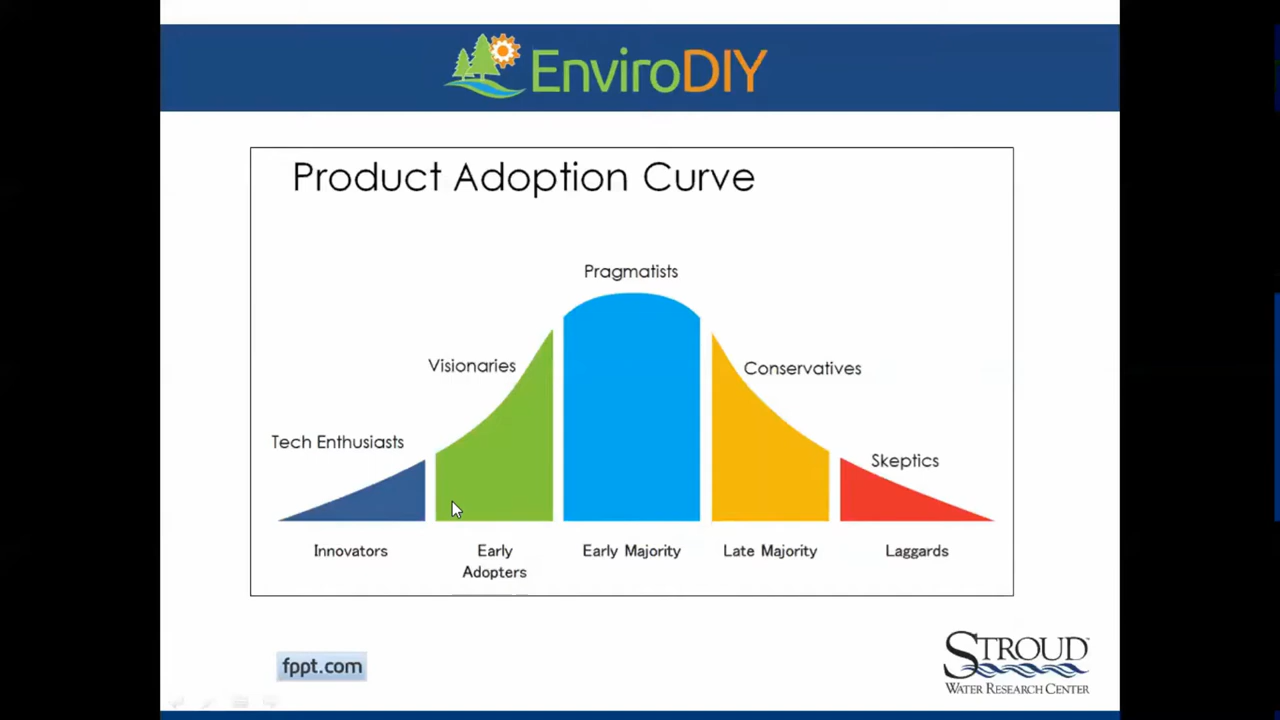 EnviroDIY
Product Adoption Curve
Pragmatists
Visionaries
Conservatives
Tech Enthusiasts
Skeptics
Innovators
Early
Adopters
Early Majority
Late Majority
Laggards
fppt.com
STROUD™
WATER RESEARCH CENTER